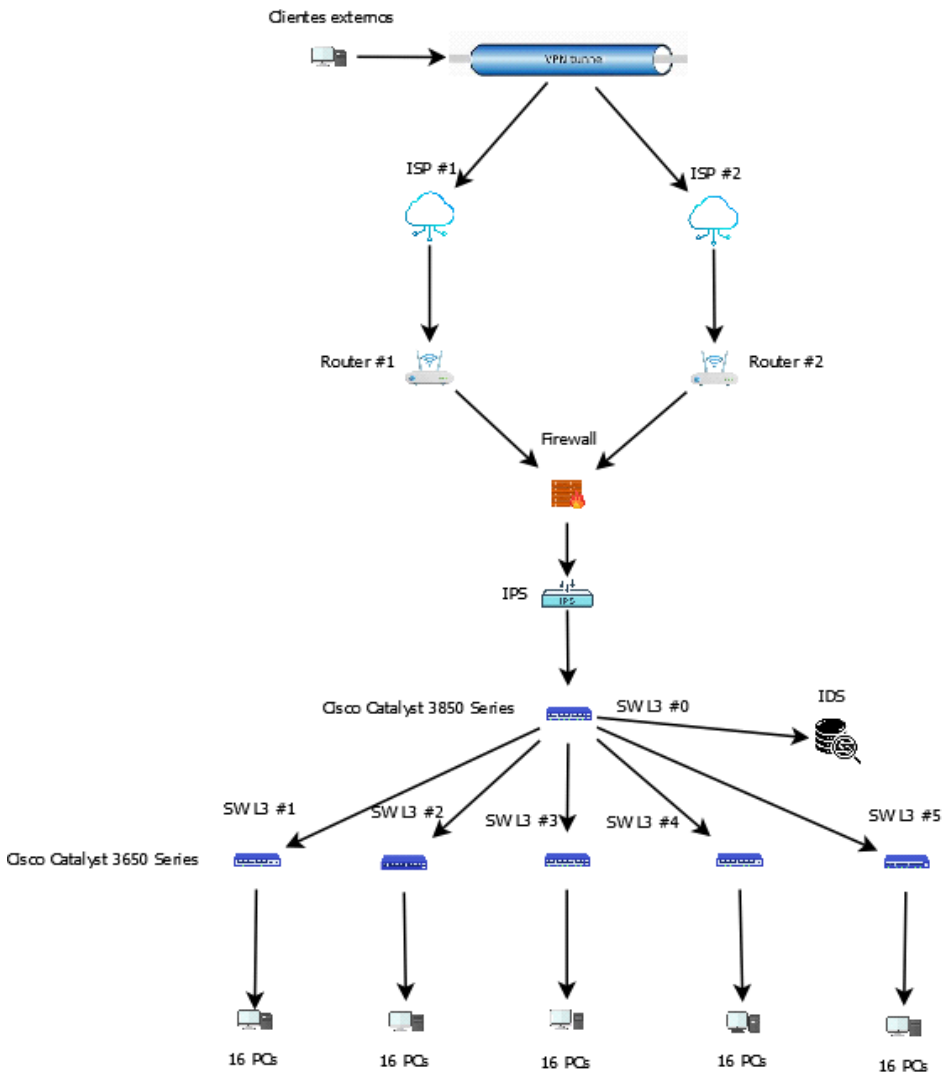 Clientes externos
VPN tunnel
ISP #1
ISP #2
Router #1
Router #2
Firewall
IPS
IPS
Cisco Catalyst 3850 Series
SW L3 #0
IDS
SW L3 #1
SW L3 #2
SW L3 #3
SW L3 #4
SW L3 #5
Cisco Catalyst 3650 Series
16 PCs
16 PCs
16 PCs
16 PCs
16 PCs